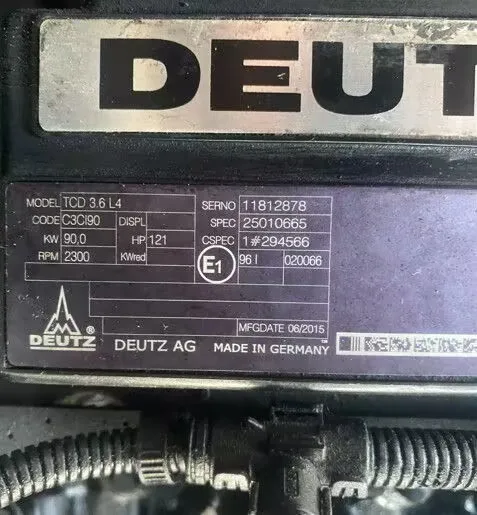 DEUT
MODEL TCD 3.6 L4 SERNO 11812878
CODE C3CI90 DISPL SPEC 25010665
KW 90,0 HP 121 CSPEC 1#294566
RPM 2300 KWred E1 96 I 020066
MFGDATE 06/2015
DEUTZ ® DEUTZ AG MADE IN GERMANY